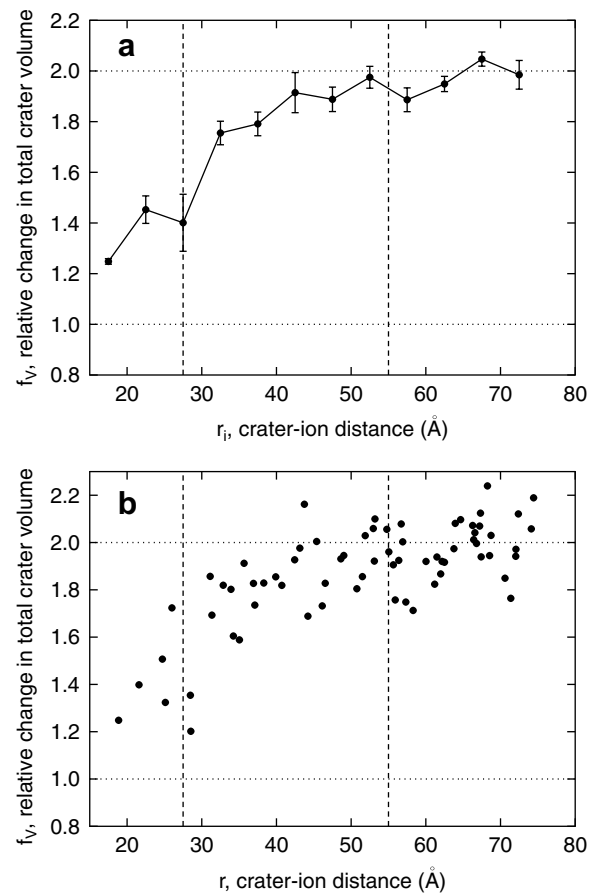 a
2.2
2.0
1.8
1.6
1.4
1.2
1.0
0.8
f_V, relative change in total crater volume
20 30 40 50 60 70 80
r_i, crater-ion distance (Å)
b
2.2
2.0
1.8
1.6
1.4
1.2
1.0
0.8
f_V, relative change in total crater volume
20 30 40 50 60 70 80
r, crater-ion distance (Å)